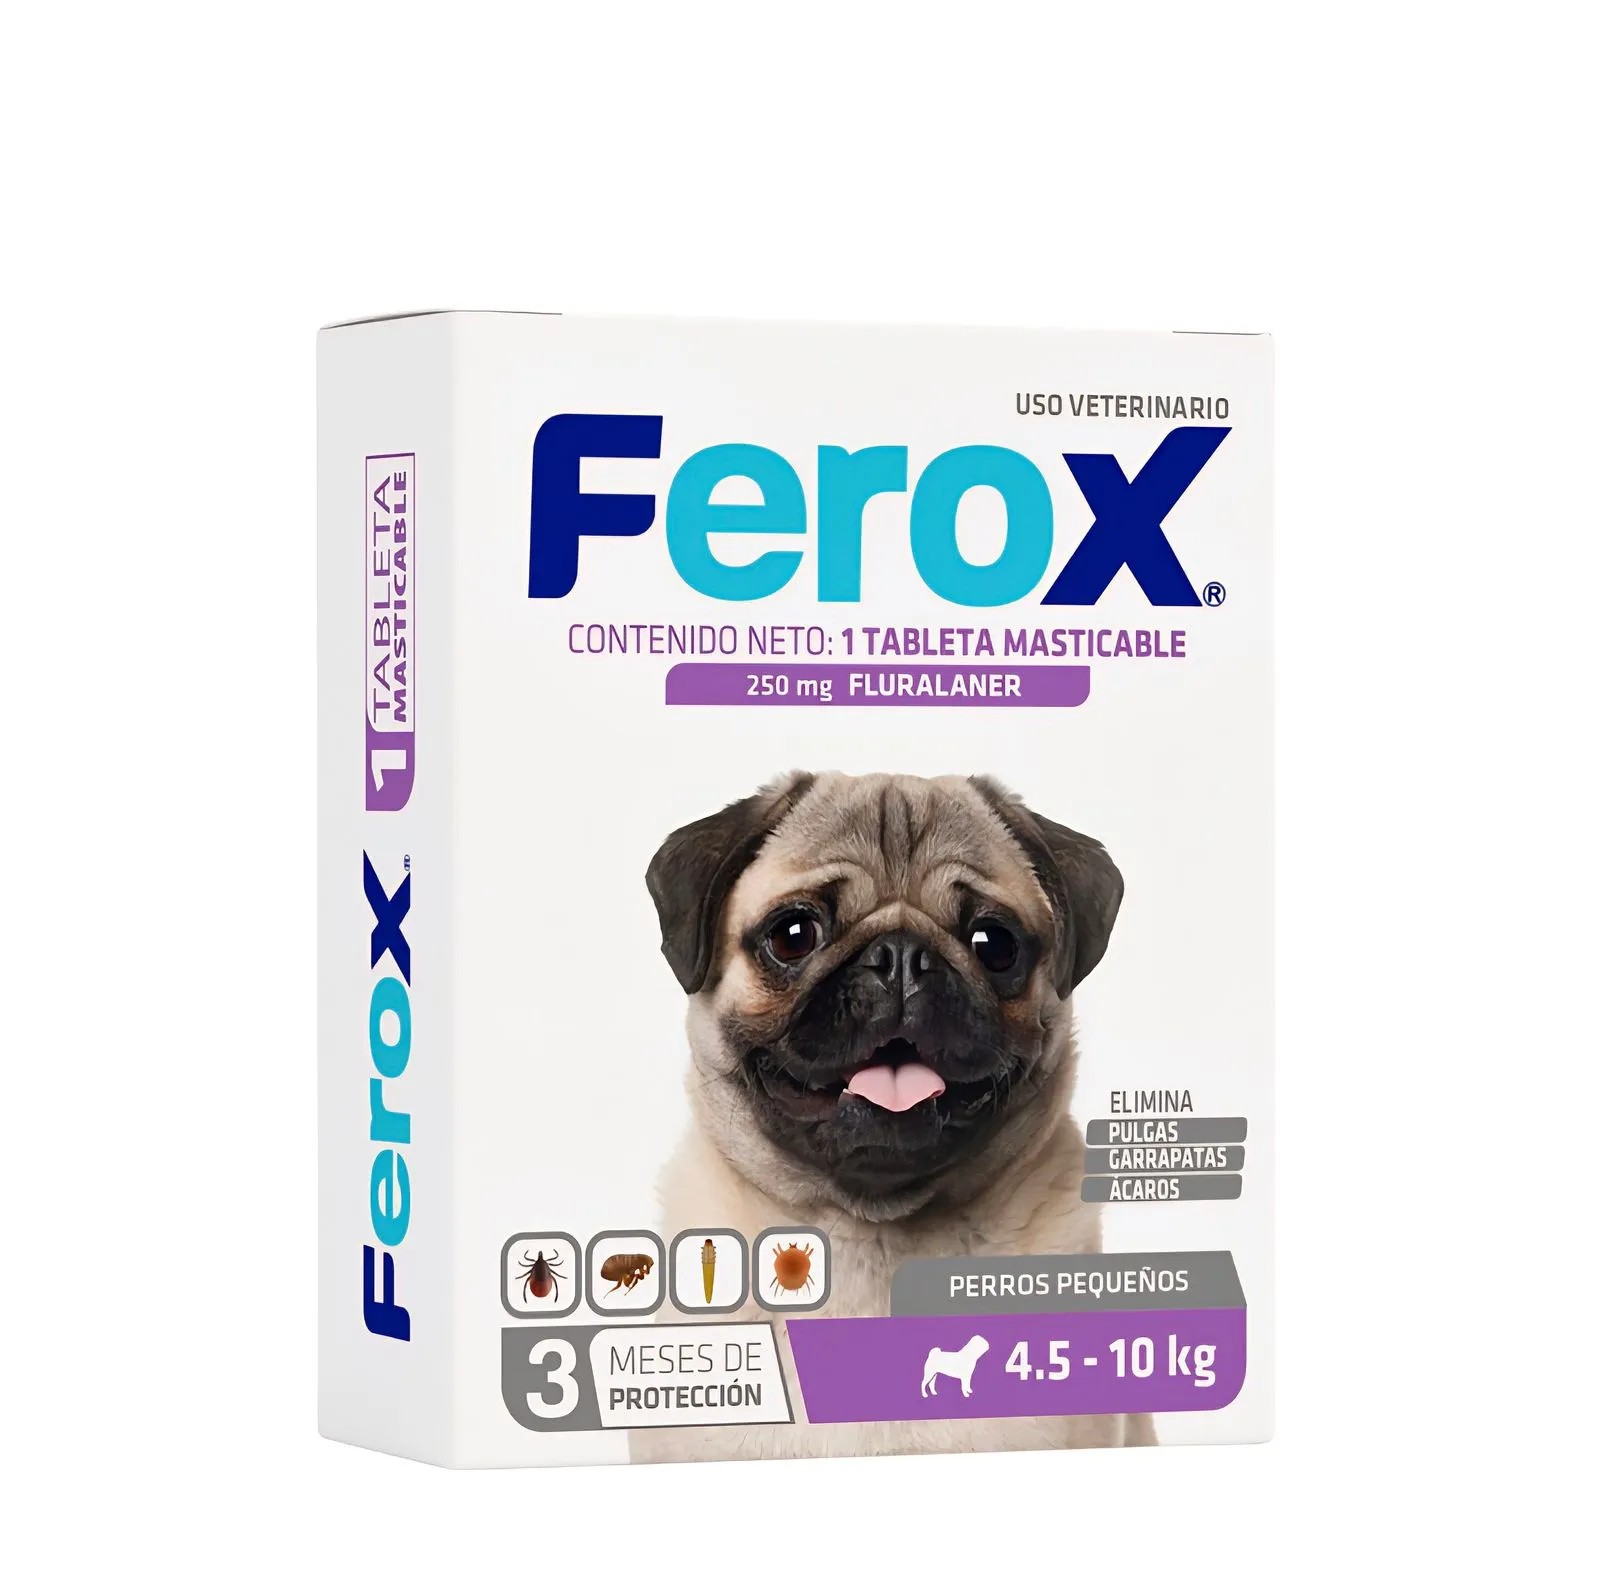 USO VETERINARIO
Ferox®
CONTENIDO NETO: 1 TABLETA MASTICABLE
250 mg FLURALANER
ELIMINA
PULGAS
GARRAPATAS
ÁCAROS
PERROS PEQUEÑOS
4.5 - 10 kg
3 MESES DE
PROTECCIÓN
Ferox®
1 TABLETA
MASTICABLE